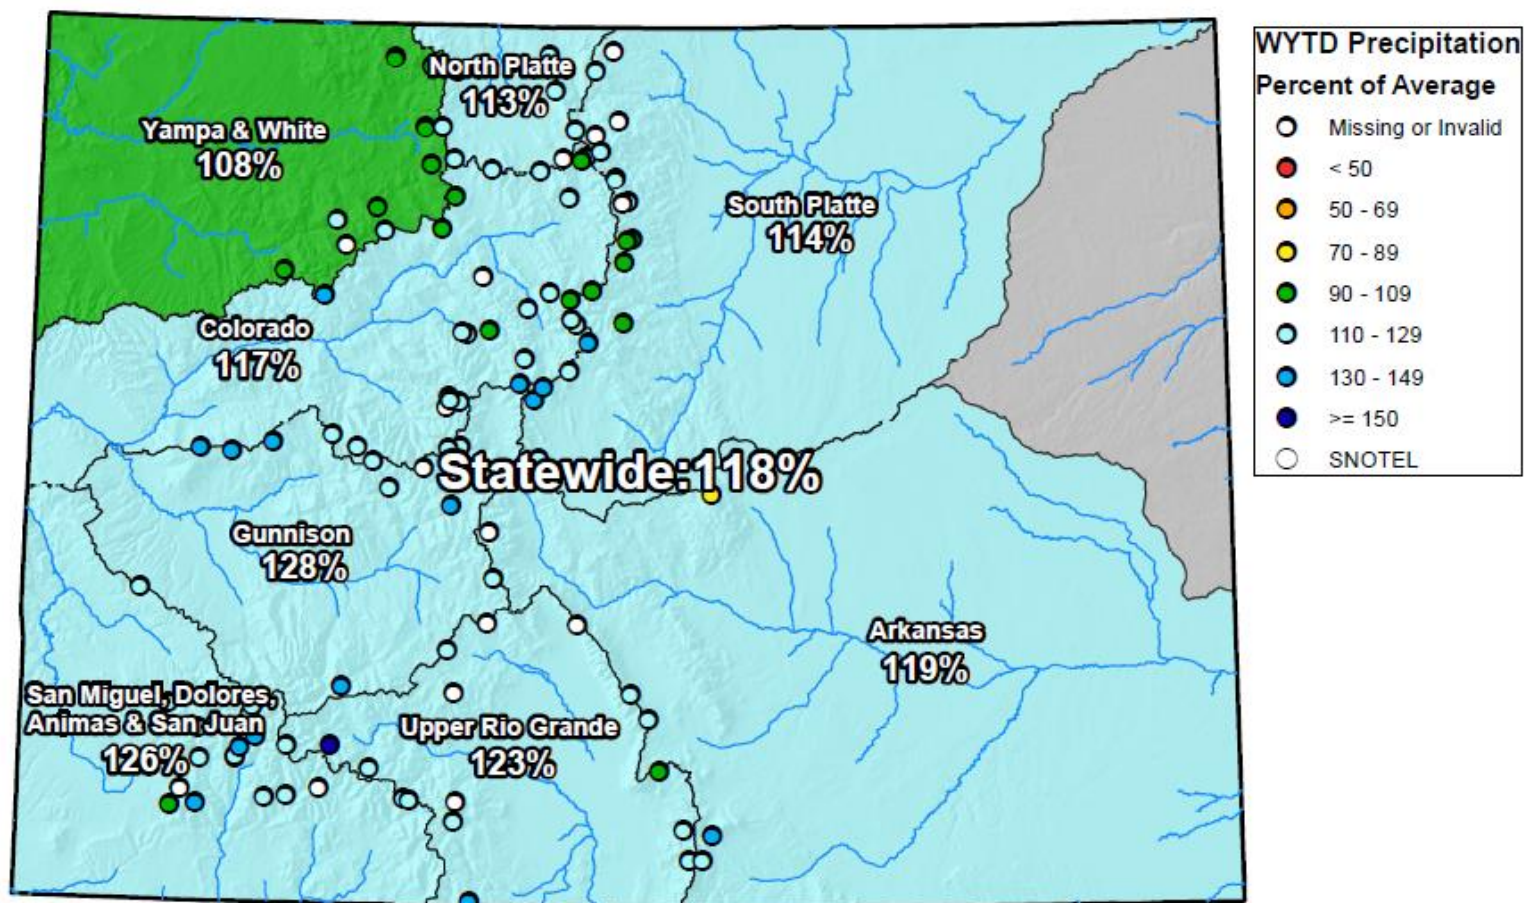 North Platte
113%
Yampa & White
108%
South Platte
114%
Colorado
117%
Statewide:118%
Gunnison
128%
Arkansas
119%
San Miguel, Dolores,
Animas & San Juan
126%
Upper Rio Grande
123%
WYTD Precipitation
Percent of Average
Missing or Invalid
< 50
50 - 69
70 - 89
90 - 109
110 - 129
130 - 149
>= 150
SNOTEL